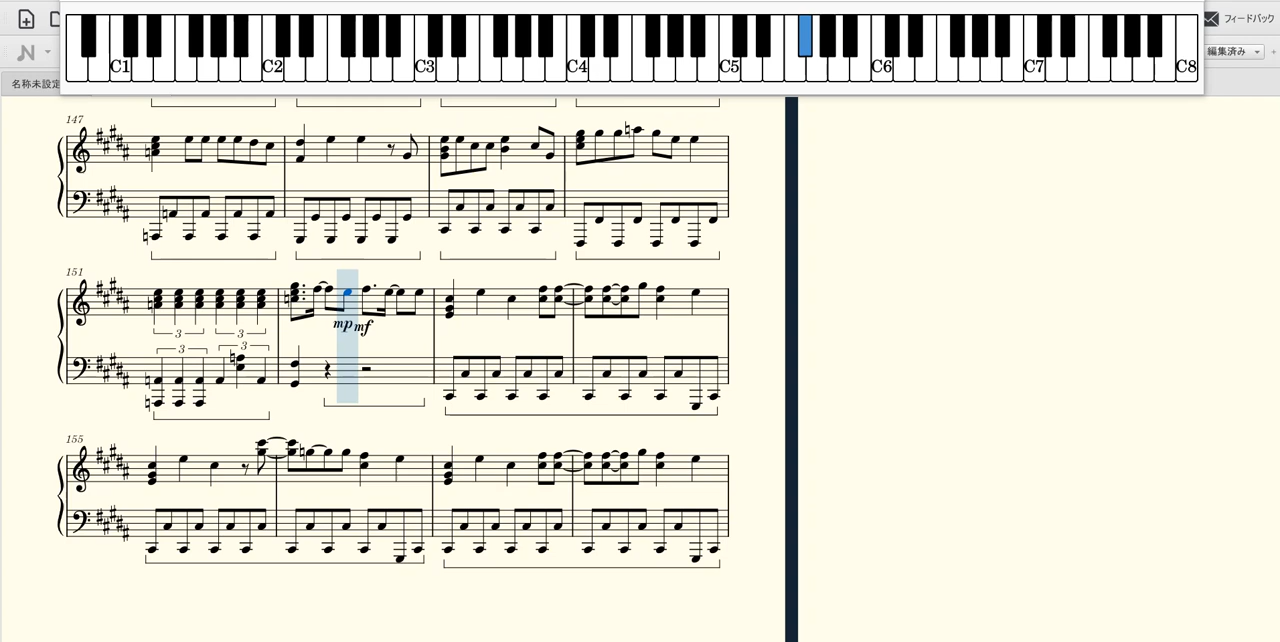 フィードバック
C1 C2 C3 C4 C5 C6 C7 C8
編集済み
名称未設定
147
151
3 3
mp mf
3 3
155